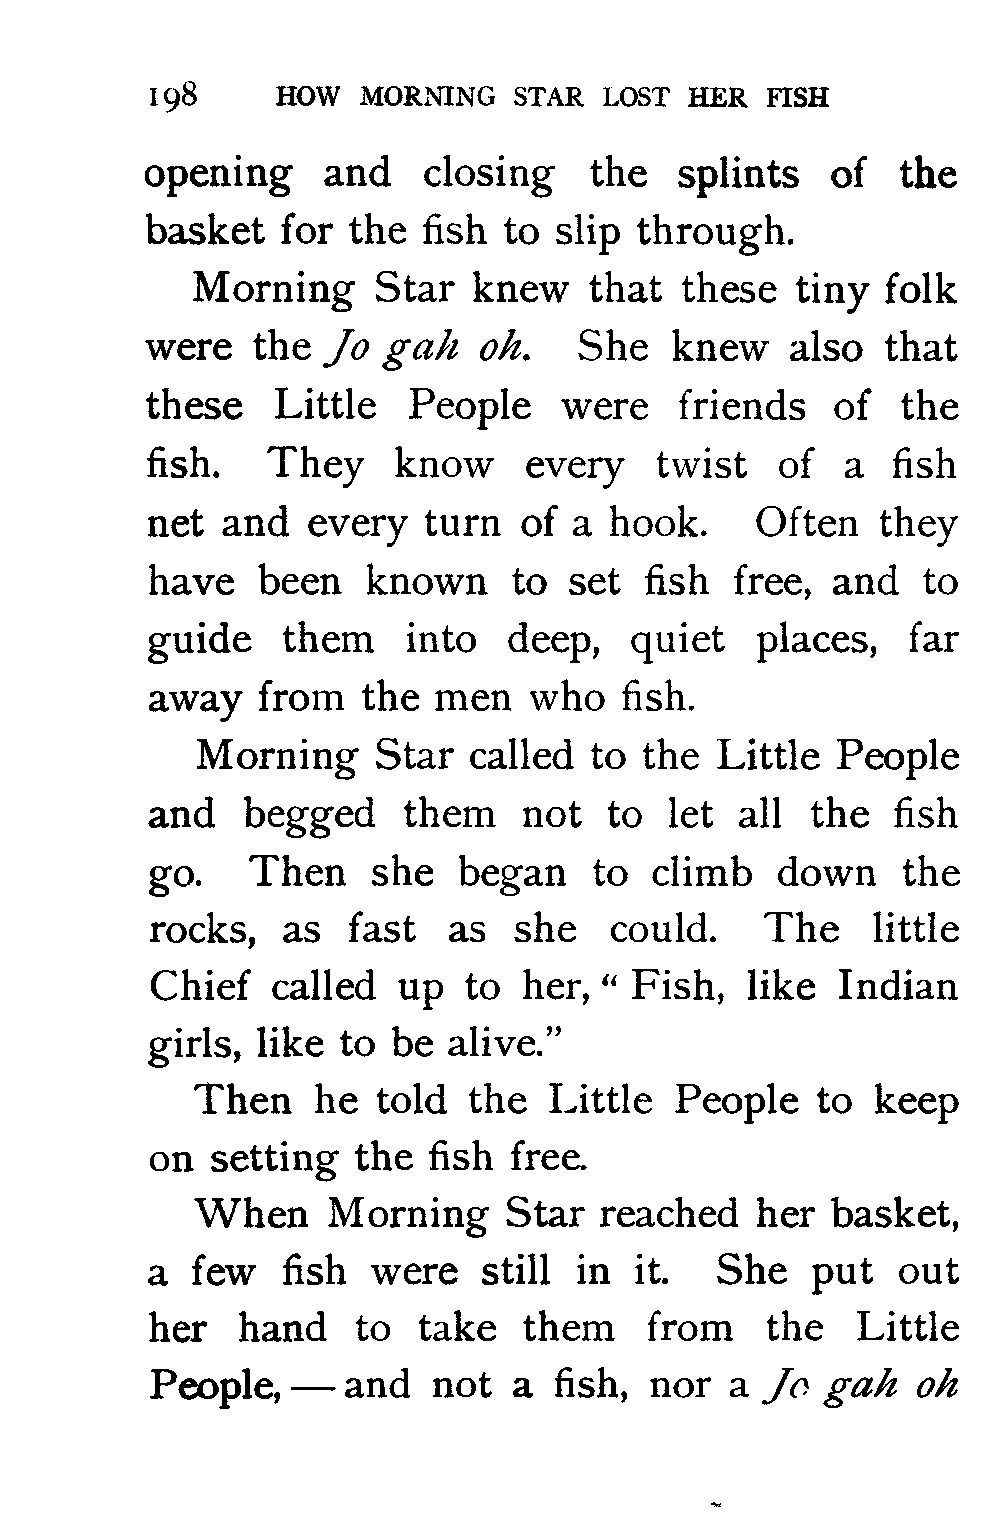 198 HOW MORNING STAR LOST HER FISH
opening and closing the splints of the
basket for the fish to slip through.
Morning Star knew that these tiny folk
were the Jo gah oh. She knew also that
these Little People were friends of the
fish. They know every twist of a fish
net and every turn of a hook. Often they
have been known to set fish free, and to
guide them into deep, quiet places, far
away from the men who fish.
Morning Star called to the Little People
and begged them not to let all the fish
go. Then she began to climb down the
rocks, as fast as she could. The little
Chief called up to her, “ Fish, like Indian
girls, like to be alive.”
Then he told the Little People to keep
on setting the fish free.
When Morning Star reached her basket,
a few fish were still in it. She put out
her hand to take them from the Little
People, — and not a fish, nor a Jo gah oh